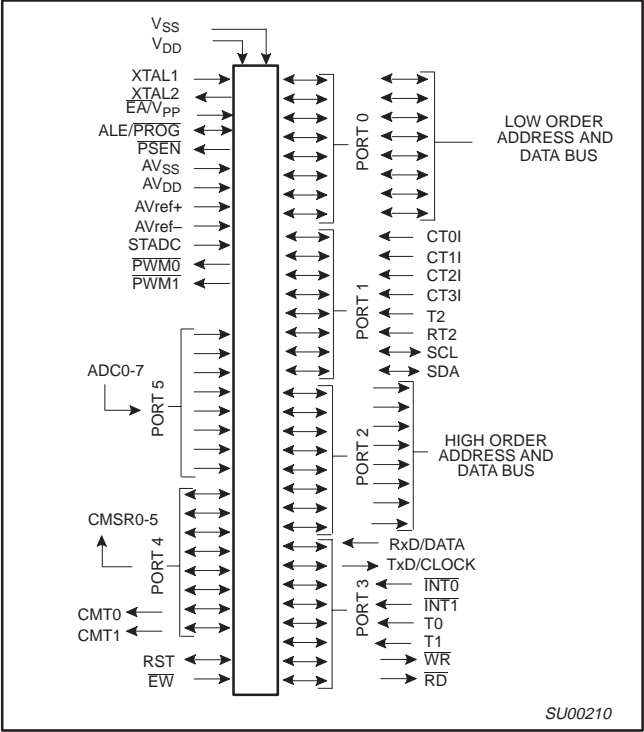 VSS
VDD
XTAL1
XTAL2
EA/VPP
ALE/PROG
PSEN
AVSS
AVDD
AVref+
AVref–
STADC
PWM0
PWM1
ADC0-7
PORT 5
CMSR0-5
PORT 4
CMT0
CMT1
RST
EW
PORT 0
LOW ORDER
ADDRESS AND
DATA BUS
PORT 1
CT0I
CT1I
CT2I
CT3I
T2
RT2
SCL
SDA
PORT 2
HIGH ORDER
ADDRESS AND
DATA BUS
PORT 3
RxD/DATA
TxD/CLOCK
INT0
INT1
T0
T1
WR
RD
SU00210